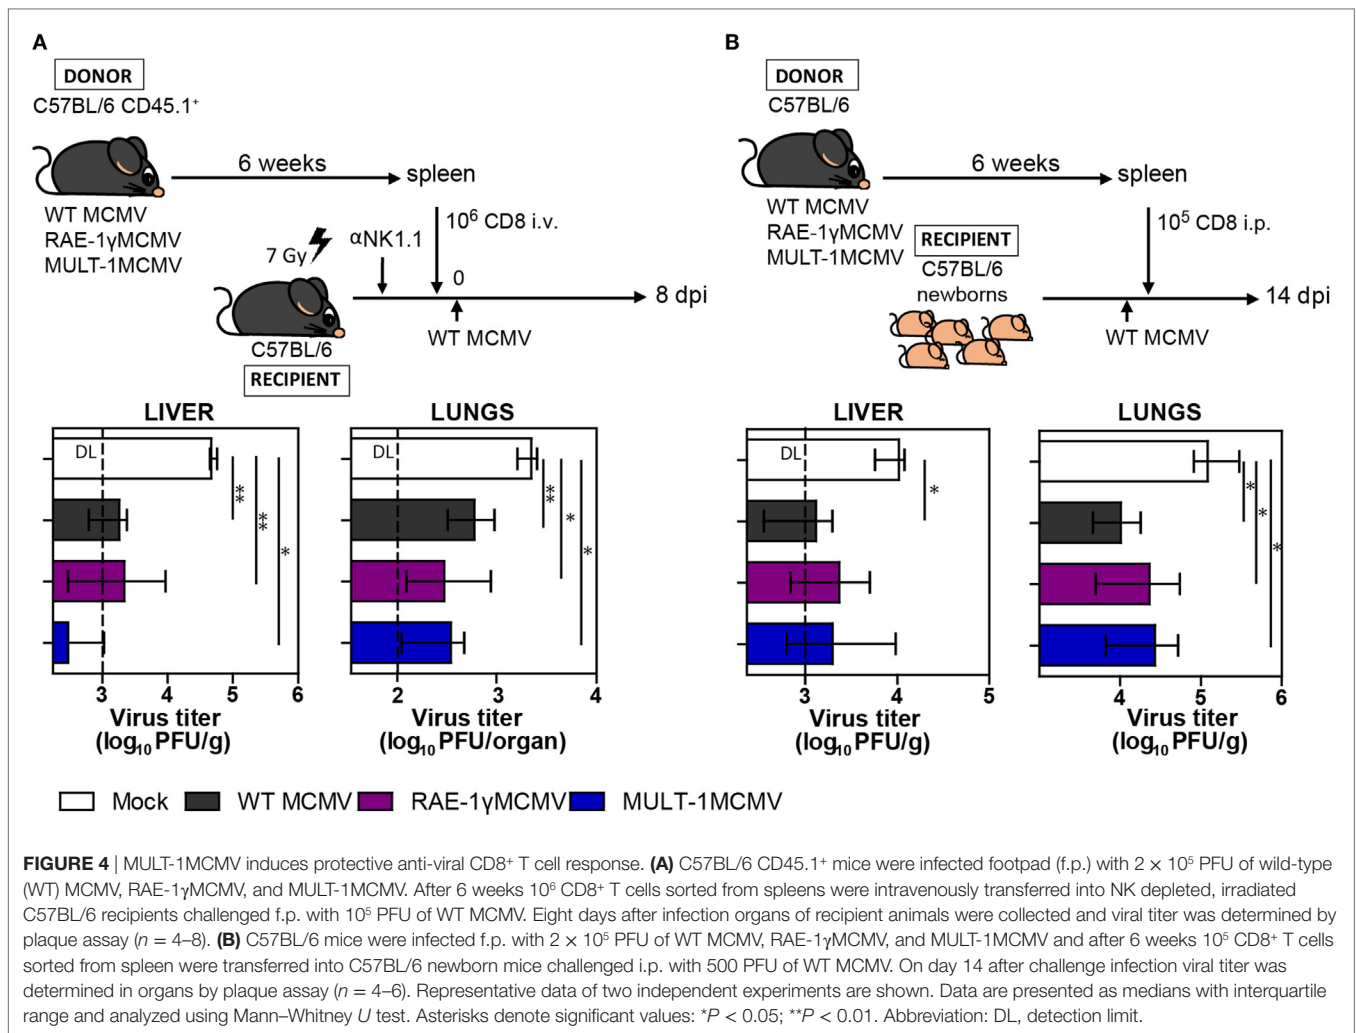 A
DONOR
C57BL/6 CD45.1⁺
6 weeks
spleen
WT MCMV
RAE-1γMCMV
MULT-1MCMV
10⁶ CD8 i.v.
αNK1.1
7 Gy
0
8 dpi
WT MCMV
C57BL/6
RECIPIENT
B
DONOR
C57BL/6
6 weeks
spleen
WT MCMV
RAE-1γMCMV
MULT-1MCMV
10⁵ CD8 i.p.
RECIPIENT
C57BL/6
newborns
14 dpi
WT MCMV
LIVER
DL
**
**
*
3 4 5 6
Virus titer
(log₁₀ PFU/g)
LUNGS
DL
**
*
*
2 3 4
Virus titer
(log₁₀ PFU/organ)
LIVER
DL
*
3 4 5
Virus titer
(log₁₀ PFU/g)
LUNGS
*
*
*
4 5 6
Virus titer
(log₁₀ PFU/g)
Mock WT MCMV RAE-1γMCMV MULT-1MCMV
FIGURE 4 | MULT-1MCMV induces protective anti-viral CD8⁺ T cell response. (A) C57BL/6 CD45.1⁺ mice were infected footpad (f.p.) with 2 × 10⁵ PFU of wild-type
(WT) MCMV, RAE-1γMCMV, and MULT-1MCMV. After 6 weeks 10⁶ CD8⁺ T cells sorted from spleens were intravenously transferred into NK depleted, irradiated
C57BL/6 recipients challenged f.p. with 10⁵ PFU of WT MCMV. Eight days after infection organs of recipient animals were collected and viral titer was determined by
plaque assay (n = 4–8). (B) C57BL/6 mice were infected f.p. with 2 × 10⁵ PFU of WT MCMV, RAE-1γMCMV, and MULT-1MCMV and after 6 weeks 10⁵ CD8⁺ T cells
sorted from spleen were transferred into C57BL/6 newborn mice challenged i.p. with 500 PFU of WT MCMV. On day 14 after challenge infection viral titer was
determined in organs by plaque assay (n = 4–6). Representative data of two independent experiments are shown. Data are presented as medians with interquartile
range and analyzed using Mann–Whitney U test. Asterisks denote significant values: *P < 0.05; **P < 0.01. Abbreviation: DL, detection limit.